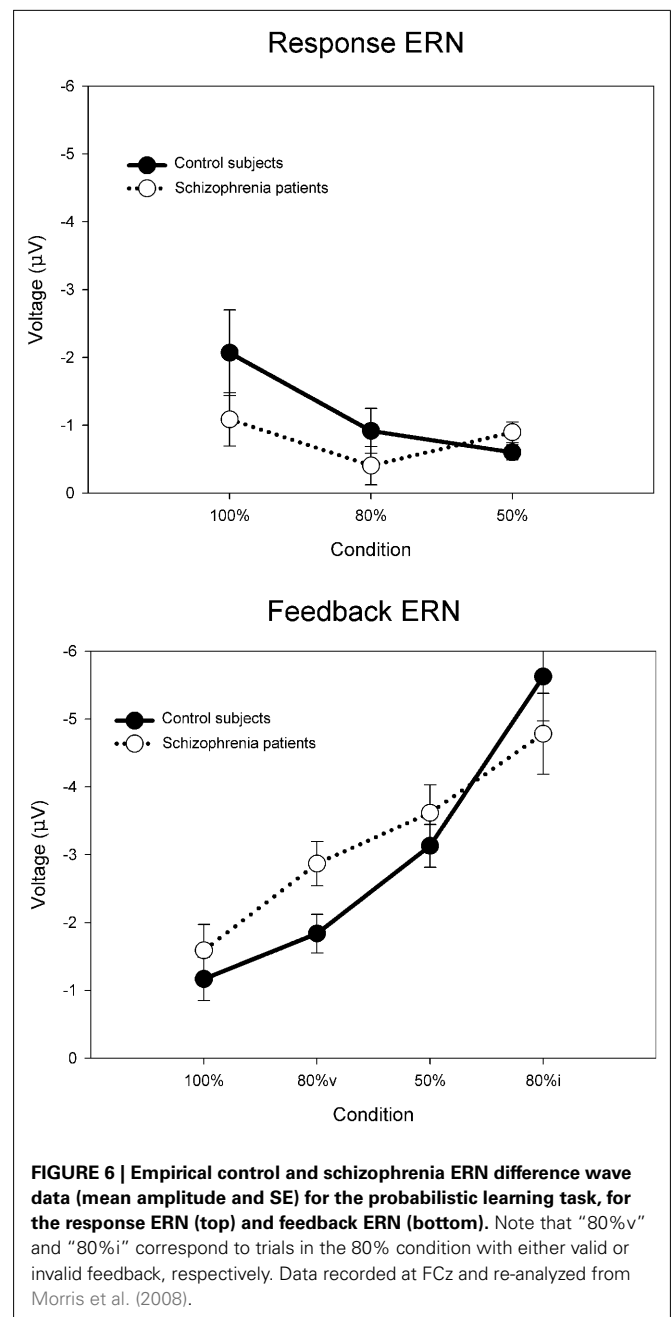 Response ERN
-6
-5
-4
-3
-2
-1
0
Voltage (µV)
Control subjects
Schizophrenia patients
100%
80%
50%
Condition
Feedback ERN
-6
-5
-4
-3
-2
-1
0
Voltage (µV)
Control subjects
Schizophrenia patients
100%
80%v
50%
80%i
Condition
FIGURE 6 | Empirical control and schizophrenia ERN difference wave
data (mean amplitude and SE) for the probabilistic learning task, for
the response ERN (top) and feedback ERN (bottom). Note that “80%v”
and “80%i” correspond to trials in the 80% condition with either valid or
invalid feedback, respectively. Data recorded at FCz and re-analyzed from
Morris et al. (2008).